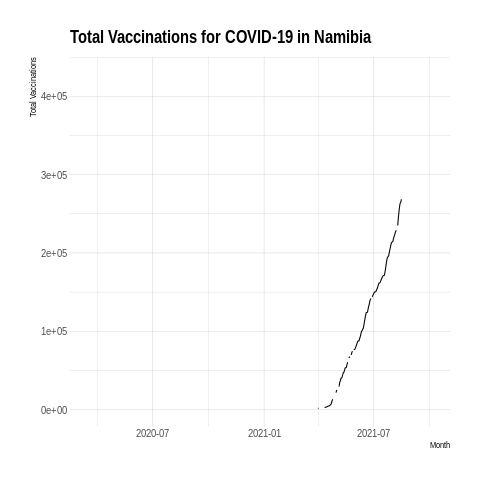 Total Vaccinations for COVID-19 in Namibia
Total Vaccinations
4e+05
3e+05
2e+05
1e+05
0e+00
2020-07
2021-01
2021-07
Month